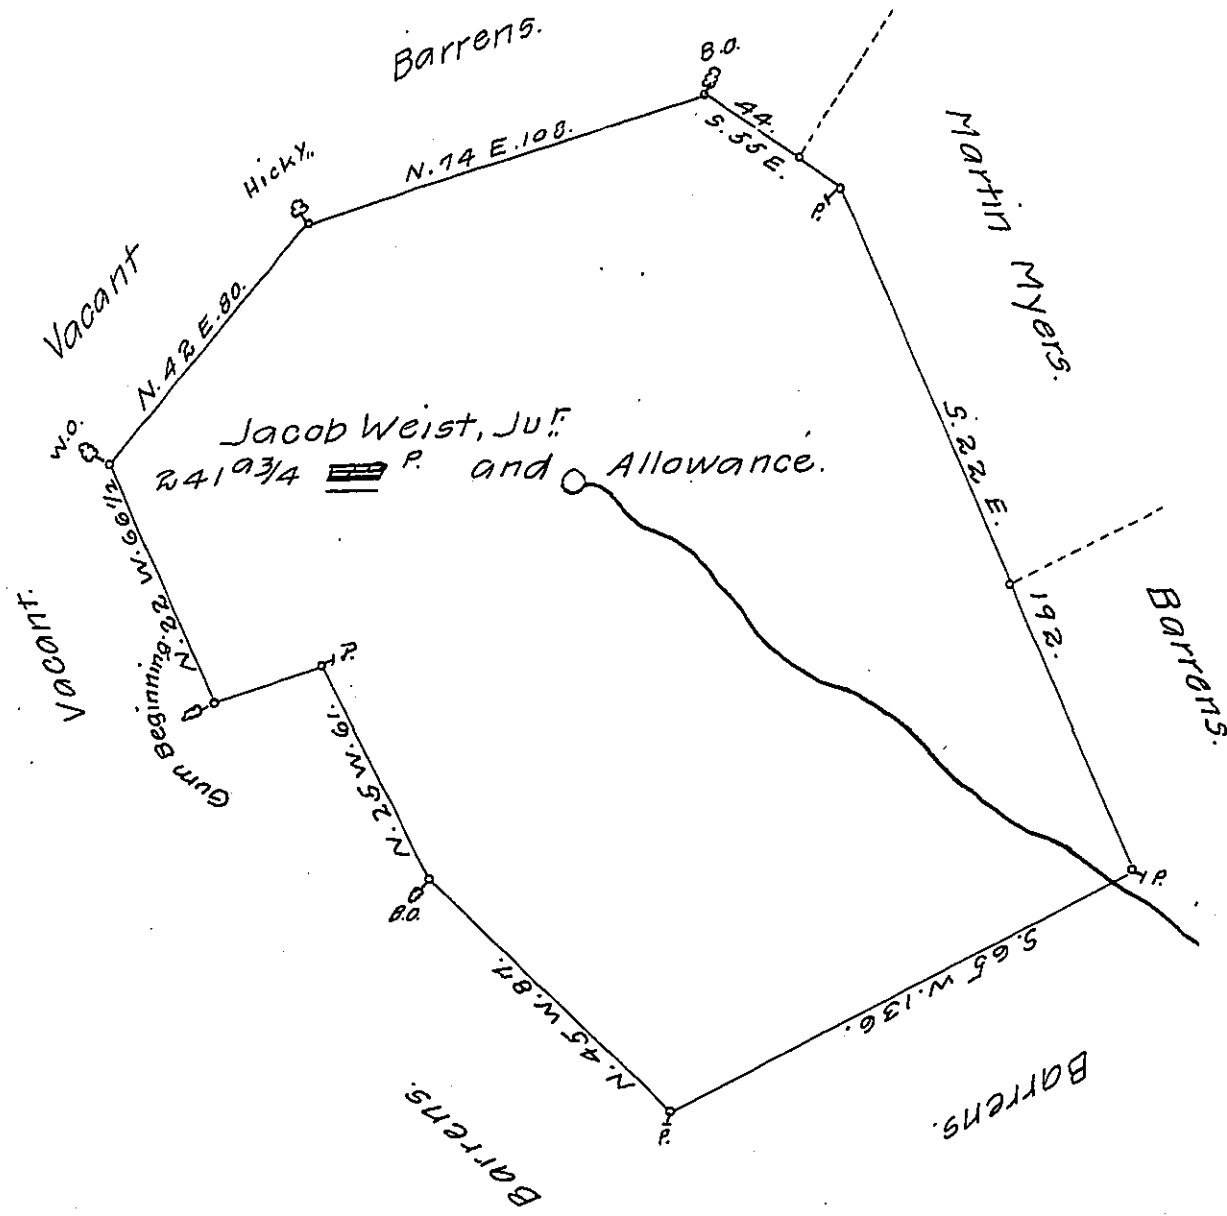 Barrens.
B.O.
44.
S. 55 E.
N. 74 E. 108.
Hicky,,
P.
Martin Myers.
Vacant
N. 42 E. 80.
W.O.
Jacob Weist, Jur.
241 a 3/4 P. and Allowance.
S. 22 E.
192.
N. 22 W. 66 1/2
Vacant.
Gum Beginning.
P.
N. 25 W. 61.
Barrens.
B.O.
P.
N. 45 W. 87.
S. 65 W. 136.
P.
Barrens.
Barrens.